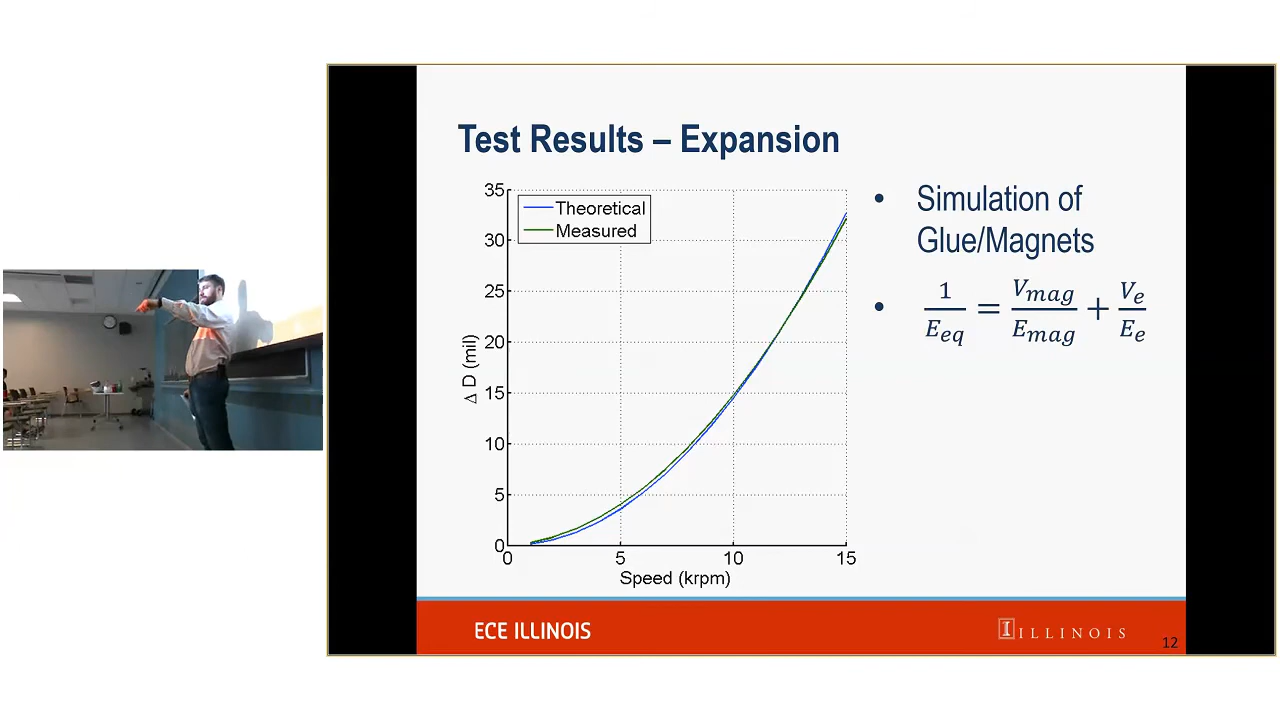 Test Results – Expansion
35
30
25
20
15
10
5
0
Δ D (mil)
Theoretical
Measured
0 5 10 15
Speed (krpm)
• Simulation of
Glue/Magnets
• 1/E_eq = V_mag/E_mag + V_e/E_e
ECE ILLINOIS
I ILLINOIS
12